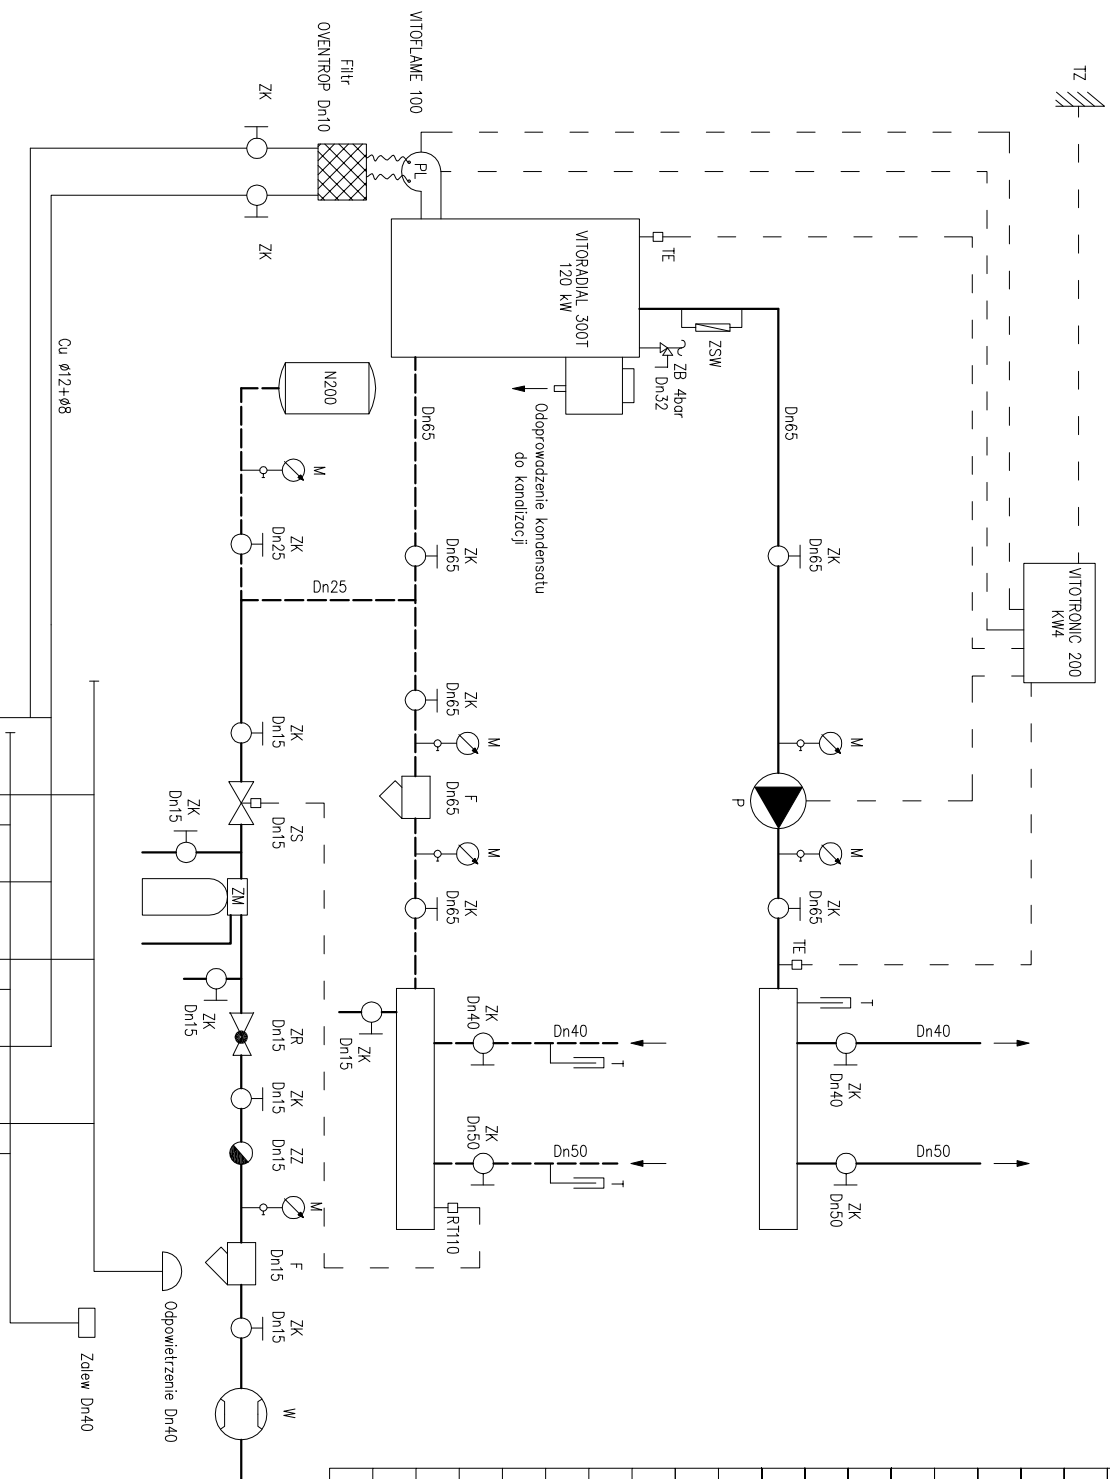 TZ
VITOTRONIC 200
KW4
VITOFLAME 100
Filtr
OVENTROP Dn10
ZK
ZK
PL
VITORADIAL 300T
120 kW
TE
ZSW
ZB 4bar
Dn32
Odoprowadzenie kondensatu
do kanalizacji
Cu ø12+ø8
N200
M
ZK
Dn25
Dn25
Dn65
ZK
Dn65
ZK
Dn65
M
F
Dn65
M
ZK
Dn65
Dn65
ZK
Dn65
M
P
M
ZK
Dn65
TE
T
Dn40
ZK
Dn40
Dn50
ZK
Dn50
ZK
Dn40
Dn40
T
ZK
Dn50
Dn50
T
RT110
ZK
Dn15
ZK
Dn15
ZS
Dn15
ZK
Dn15
ZM
ZK
Dn15
ZR
Dn15
ZK
Dn15
ZZ
Dn15
M
F
Dn15
ZK
Dn15
W
Odpowietrzenie Dn40
Zalew Dn40